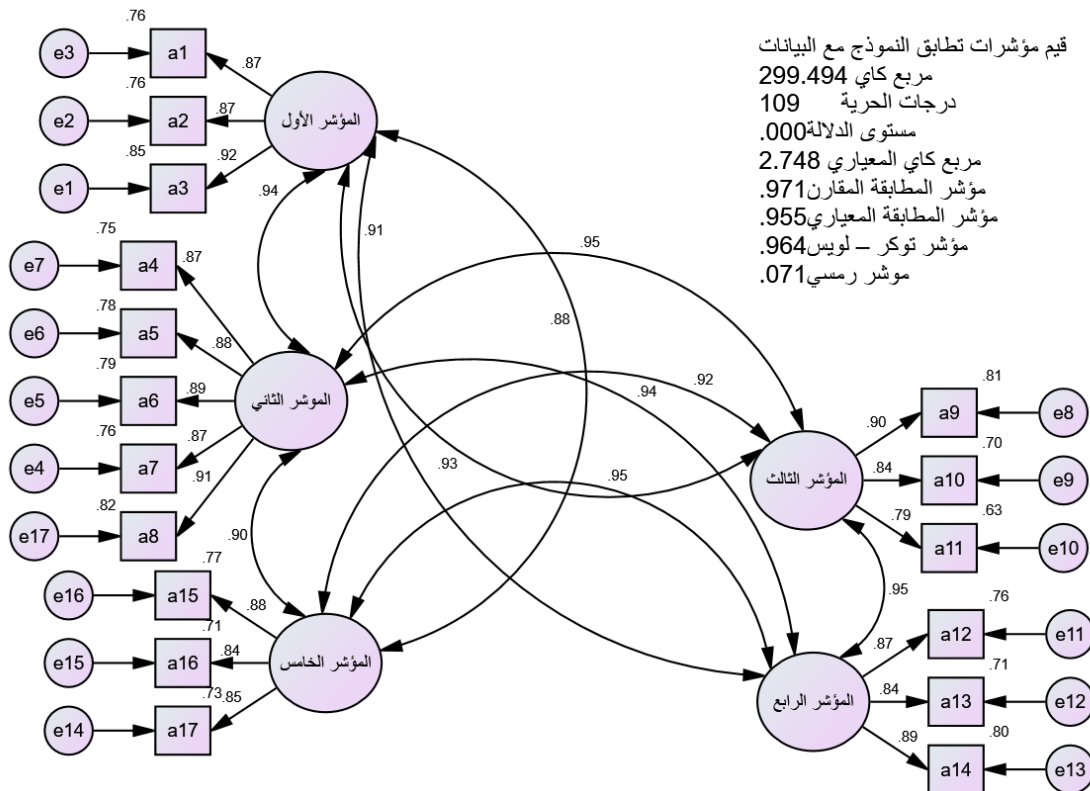 قيم مؤشرات تطابق النموذج مع البيانات
مربع كاي 299.494
درجات الحرية 109
مستوى الدلالة000.
مربع كاي المعياري 2.748
مؤشر المطابقة المقارن971.
مؤشر المطابقة المعياري955.
مؤشر توكر – لويس964.
موشر رمسي071.
.76
e3 a1 .87
.76
e2 a2 .87
المؤشر الأول
.85
e1 a3 .92
.94
.91
.95
.88
.75
e7 a4 .87
.78
e6 a5 .88
.79
e5 a6 .89
الموشر الثاني
.76
e4 a7 .87
.82
e17 a8 .91
.92
.94
.93
.95
.90
.77
e16 a15 .88
.71
e15 a16 .84
المؤشر الخامس
.73
e14 a17 .85
المؤشر الثالث
.81
.90 a9 e8
.70
.84 a10 e9
.63
.79 a11 e10
.95
المؤشر الرابع
.76
.87 a12 e11
.71
.84 a13 e12
.80
.89 a14 e13